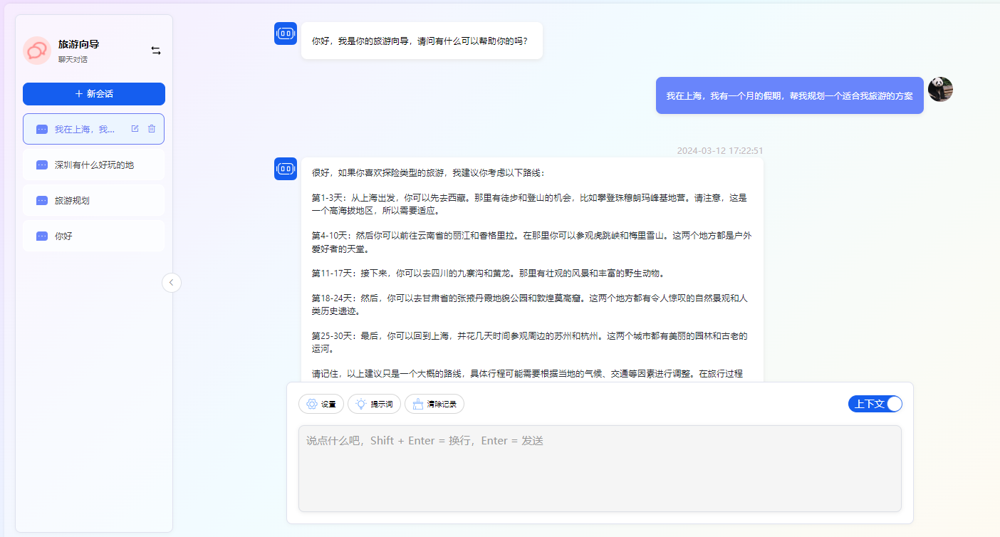 旅游向导
聊天对话
新会话
我在上海，我...
深圳有什么好玩的地
旅游规划
你好
你好，我是你的旅游向导，请问有什么可以帮助你的吗？
我在上海，我有一个月的假期，帮我规划一个适合我旅游的方案
2024-03-12 17:22:51
很好，如果你喜欢探险类型的旅游，我建议你考虑以下路线：
第1-3天：从上海出发，你可以先去西藏。那里有徒步和登山的机会，比如攀登珠穆朗玛峰基地营。请注意，这是
一个高海拔地区，所以需要适应。
第4-10天：然后你可以前往云南省的丽江和香格里拉。在那里你可以参观虎跳峡和梅里雪山。这两个地方都是户外
爱好者的天堂。
第11-17天：接下来，你可以去四川的九寨沟和黄龙。那里有壮观的风景和丰富的野生动物。
第18-24天：然后，你可以去甘肃省的张掖丹霞地貌公园和敦煌莫高窟。这两个地方都有令人惊叹的自然景观和人
类历史遗迹。
第25-30天：最后，你可以回到上海，并花几天时间参观周边的苏州和杭州。这两个城市都有美丽的园林和古老的
运河。
请记住，以上建议只是一个大概的路线，具体行程可能需要根据当地的气候、交通等因素进行调整。在旅行过程
设置
提示词
清除记录
上下文
说点什么吧，Shift + Enter = 换行，Enter = 发送